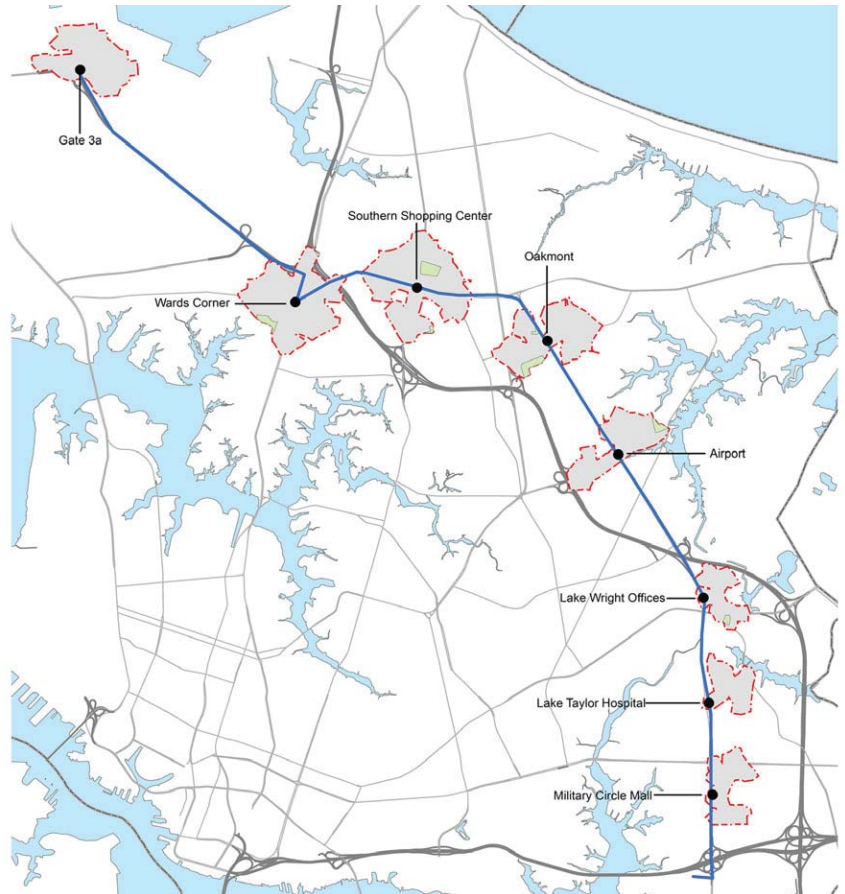 Gate 3a
Southern Shopping Center
Oakmont
Wards Corner
Airport
Lake Wright Offices
Lake Taylor Hospital
Military Circle Mall